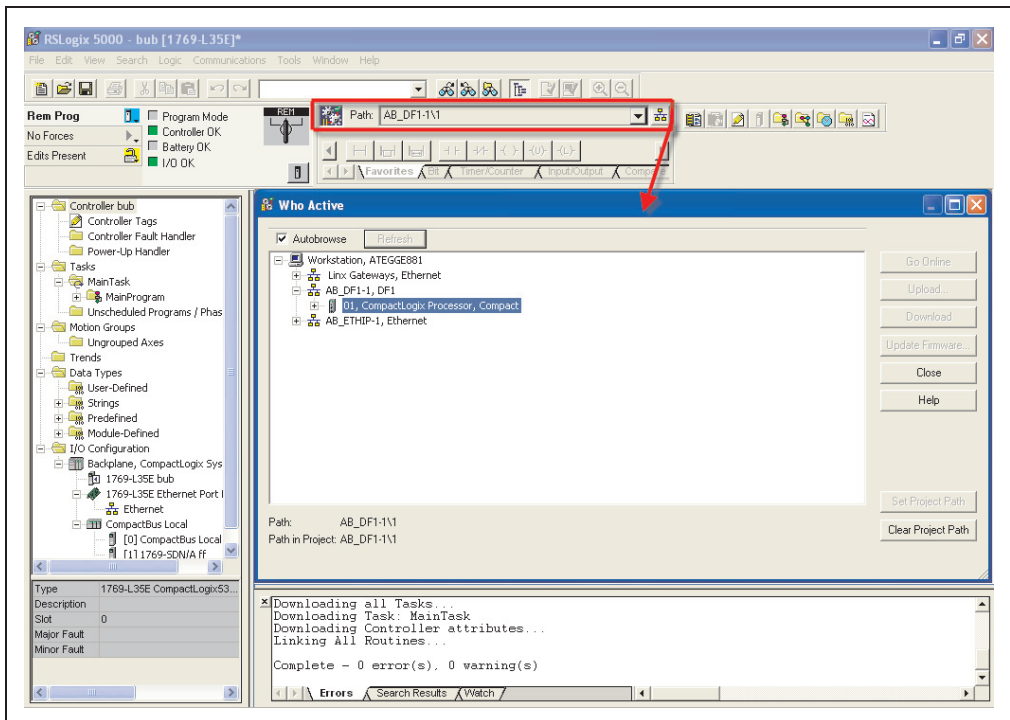 RSLogix 5000 - bub [1769-L35E]*
File Edit View Search Logic Communications Tools Window Help
Rem Prog
Program Mode
No Forces
Controller OK
Battery OK
Edits Present
I/O OK
REM
Path: AB_DF1-1\1
Favorites Bit Timer/Counter Input/Output Compare
Controller bub
Controller Tags
Controller Fault Handler
Power-Up Handler
Tasks
MainTask
MainProgram
Unscheduled Programs / Phas
Motion Groups
Ungrouped Axes
Trends
Data Types
User-Defined
Strings
Predefined
Module-Defined
I/O Configuration
Backplane, CompactLogix Sys
1769-L35E bub
1769-L35E Ethernet Port l
Ethernet
CompactBus Local
[0] CompactBus Local
[1] 1769-SDN/A ff
Type 1769-L35E CompactLogix53...
Description
Slot 0
Major Fault
Minor Fault
Who Active
Autobrowse Refresh
Workstation, ATEGGE881
Linx Gateways, Ethernet
AB_DF1-1, DF1
01, CompactLogix Processor, Compact
AB_ETHIP-1, Ethernet
Go Online
Upload...
Download
Update Firmware...
Close
Help
Set Project Path
Clear Project Path
Path: AB_DF1-1\1
Path in Project: AB_DF1-1\1
Downloading all Tasks...
Downloading Task: MainTask
Downloading Controller attributes...
Linking All Routines...
Complete - 0 error(s), 0 warning(s)
Errors Search Results Watch